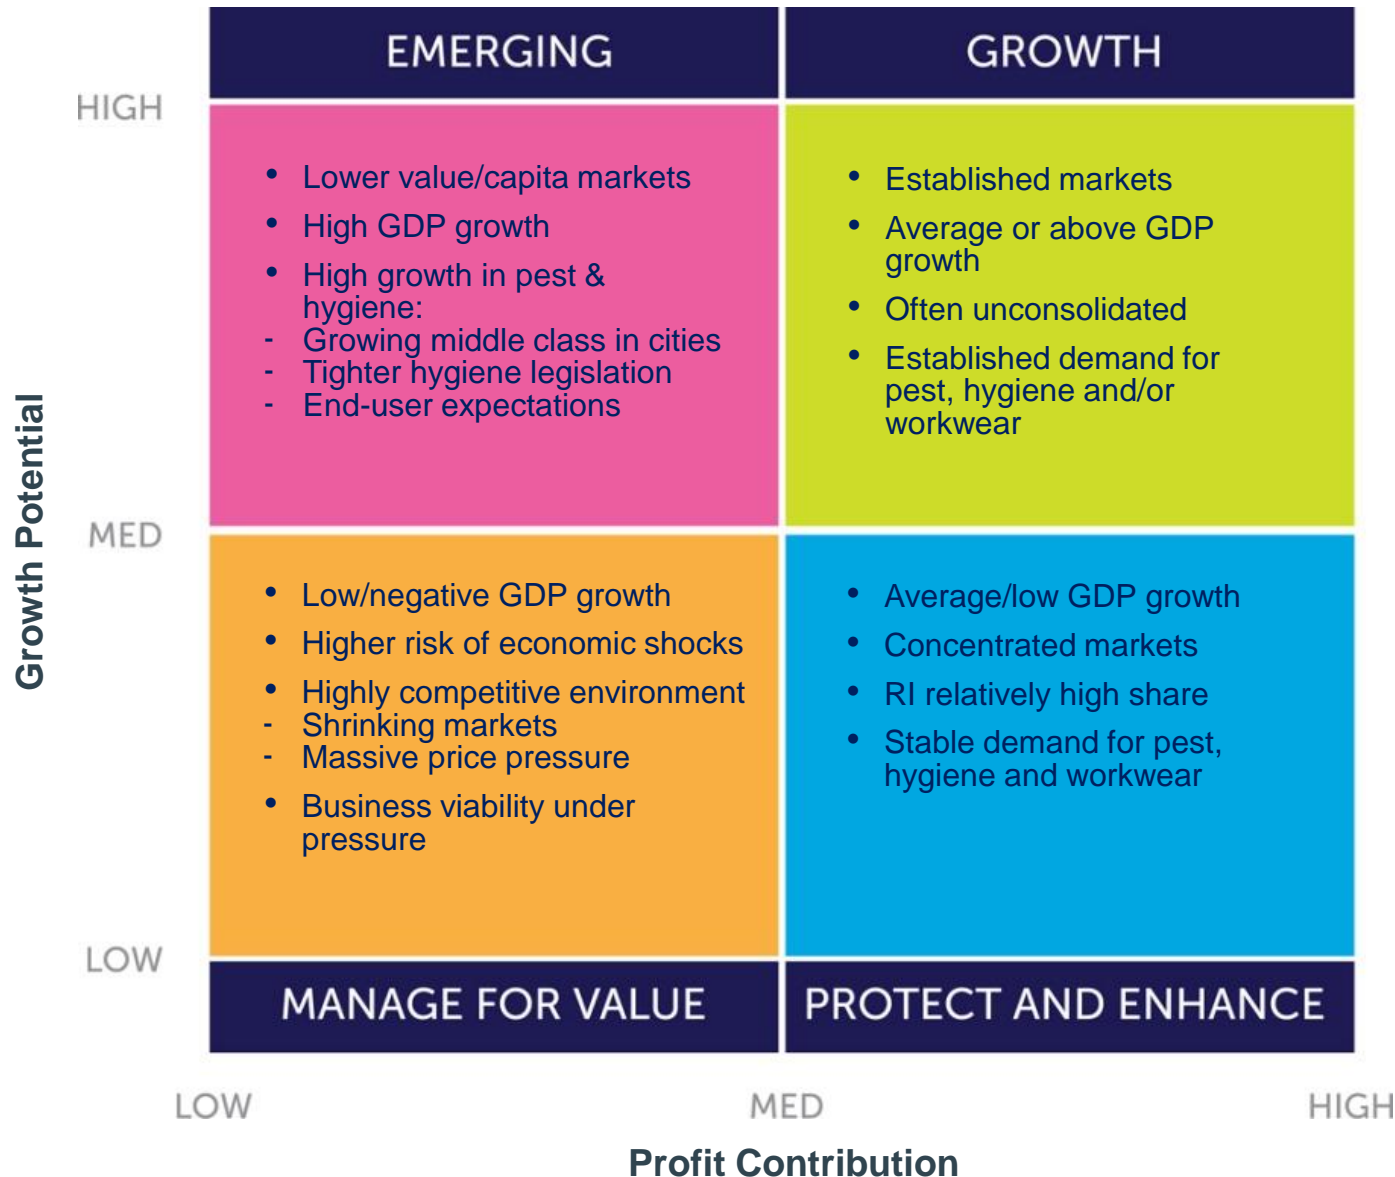 EMERGING
GROWTH
HIGH
• Lower value/capita markets
• High GDP growth
• High growth in pest &
hygiene:
- Growing middle class in cities
- Tighter hygiene legislation
- End-user expectations
• Established markets
• Average or above GDP
growth
• Often unconsolidated
• Established demand for
pest, hygiene and/or
workwear
Growth Potential
MED
• Low/negative GDP growth
• Higher risk of economic shocks
• Highly competitive environment
- Shrinking markets
- Massive price pressure
• Business viability under
pressure
• Average/low GDP growth
• Concentrated markets
• RI relatively high share
• Stable demand for pest,
hygiene and workwear
LOW
MANAGE FOR VALUE
PROTECT AND ENHANCE
LOW
MED
HIGH
Profit Contribution